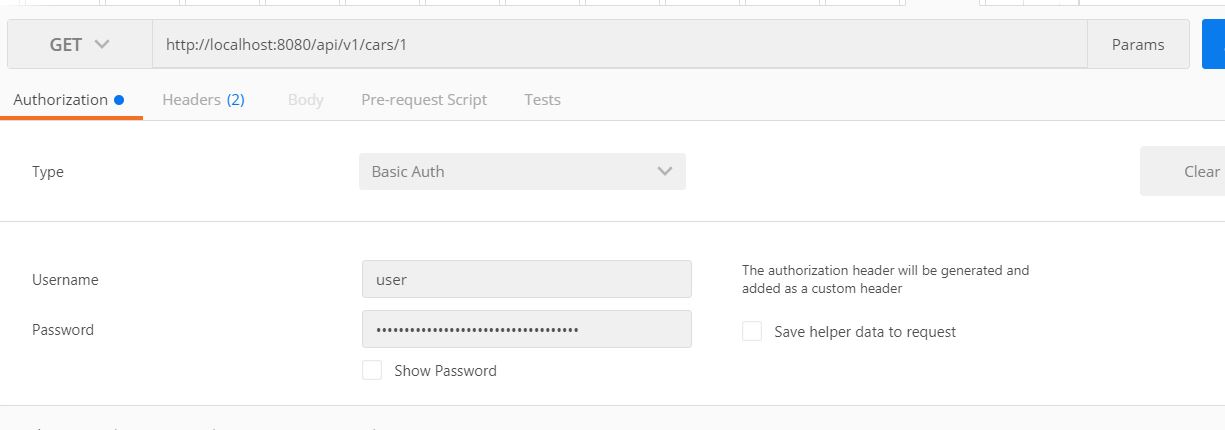 GET http://localhost:8080/api/v1/cars/1 Params
Authorization Headers (2) Body Pre-request Script Tests
Type Basic Auth Clear
Username user The authorization header will be generated and
added as a custom header
Password •••••••••••••••••••••••••••••••••••• Save helper data to request
Show Password